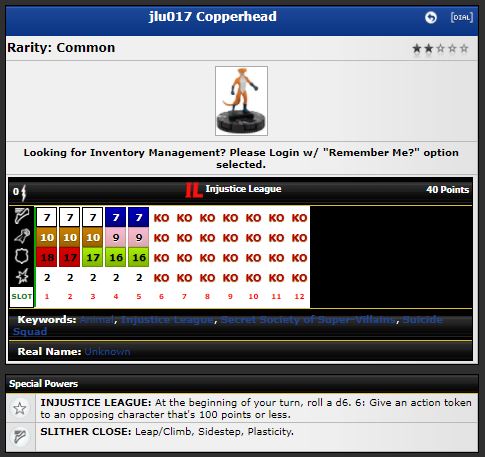 jlu017 Copperhead [DIAL]
Rarity: Common
Looking for Inventory Management? Please Login w/ "Remember Me?" option
selected.
0 IL Injustice League 40 Points
7 7 7 7 7 KO KO KO KO KO KO KO
10 10 10 9 9 KO KO KO KO KO KO KO
18 17 17 16 16 KO KO KO KO KO KO KO
2 2 2 2 2 KO KO KO KO KO KO KO
SLOT 1 2 3 4 5 6 7 8 9 10 11 12
Keywords: Animal, Injustice League, Secret Society of Super-Villains, Suicide
Squad
Real Name: Unknown
Special Powers
INJUSTICE LEAGUE: At the beginning of your turn, roll a d6. 6: Give an action token
to an opposing character that's 100 points or less.
SLITHER CLOSE: Leap/Climb, Sidestep, Plasticity.